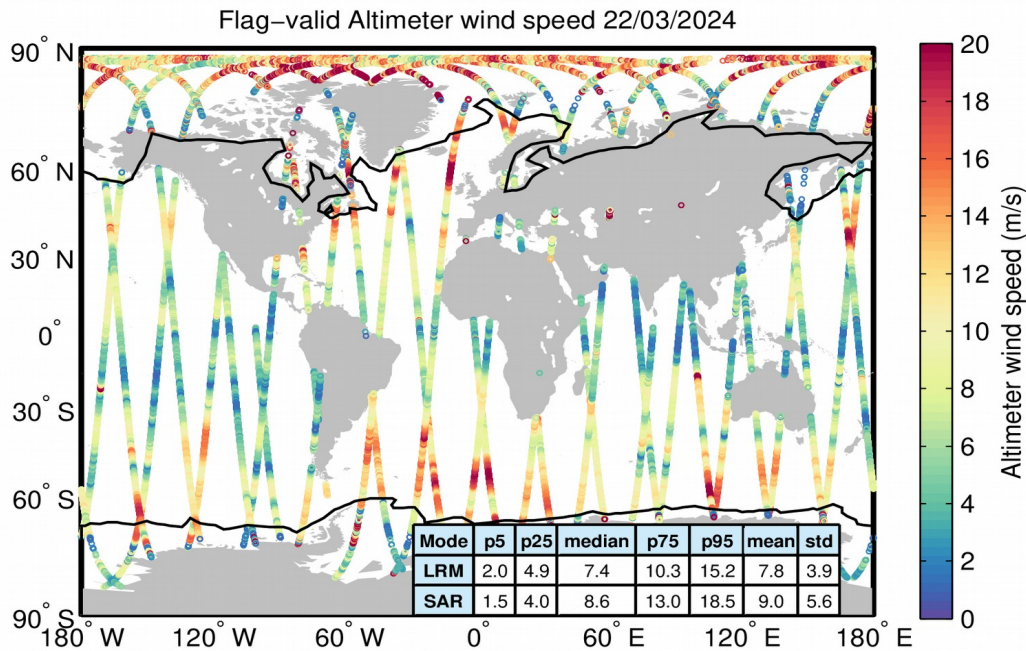 Flag−valid Altimeter wind speed 22/03/2024
90° N
60° N
30° N
0°
30° S
60° S
90° S
180° W
120° W
60° W
0°
60° E
120° E
180° E
Mode p5 p25 median p75 p95 mean std
LRM 2.0 4.9 7.4 10.3 15.2 7.8 3.9
SAR 1.5 4.0 8.6 13.0 18.5 9.0 5.6
20
18
16
14
12
10
8
6
4
2
0
Altimeter wind speed (m/s)